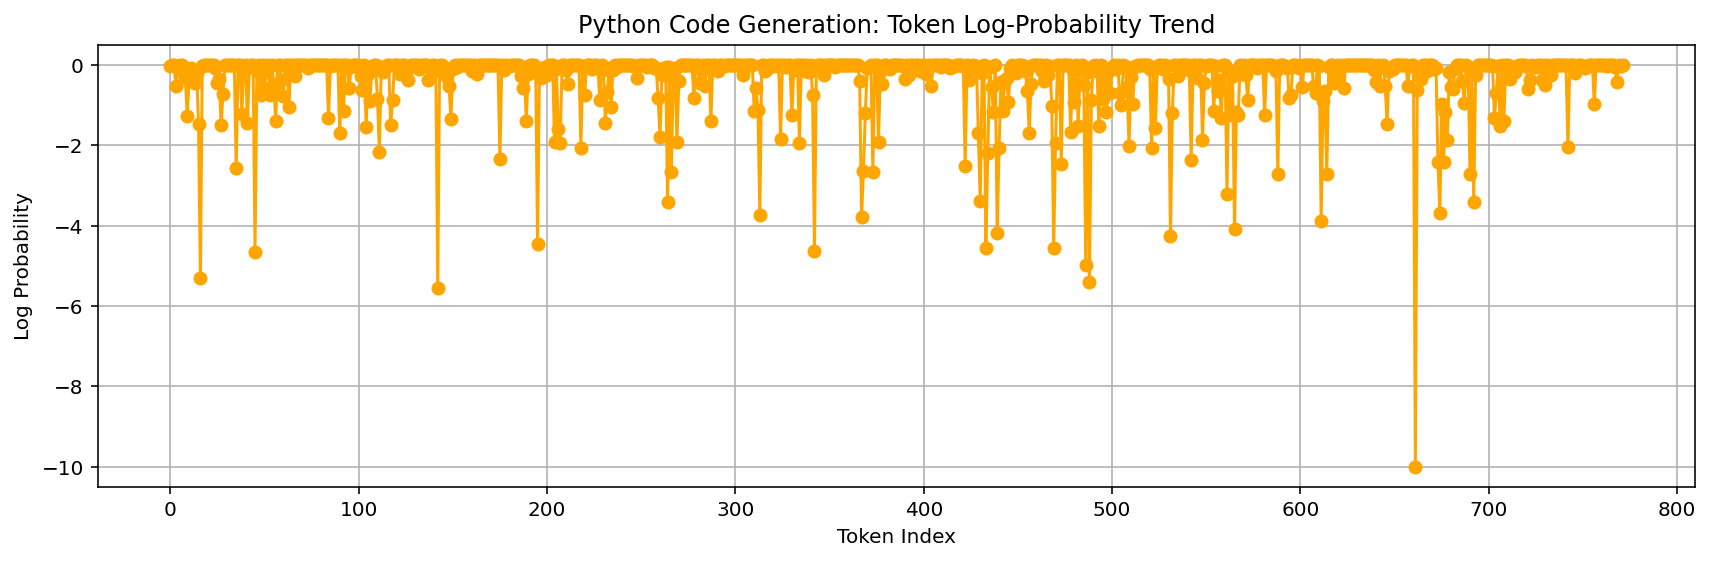 Python Code Generation: Token Log-Probability Trend
Log Probability
0
−2
−4
−6
−8
−10
0 100 200 300 400 500 600 700 800
Token Index